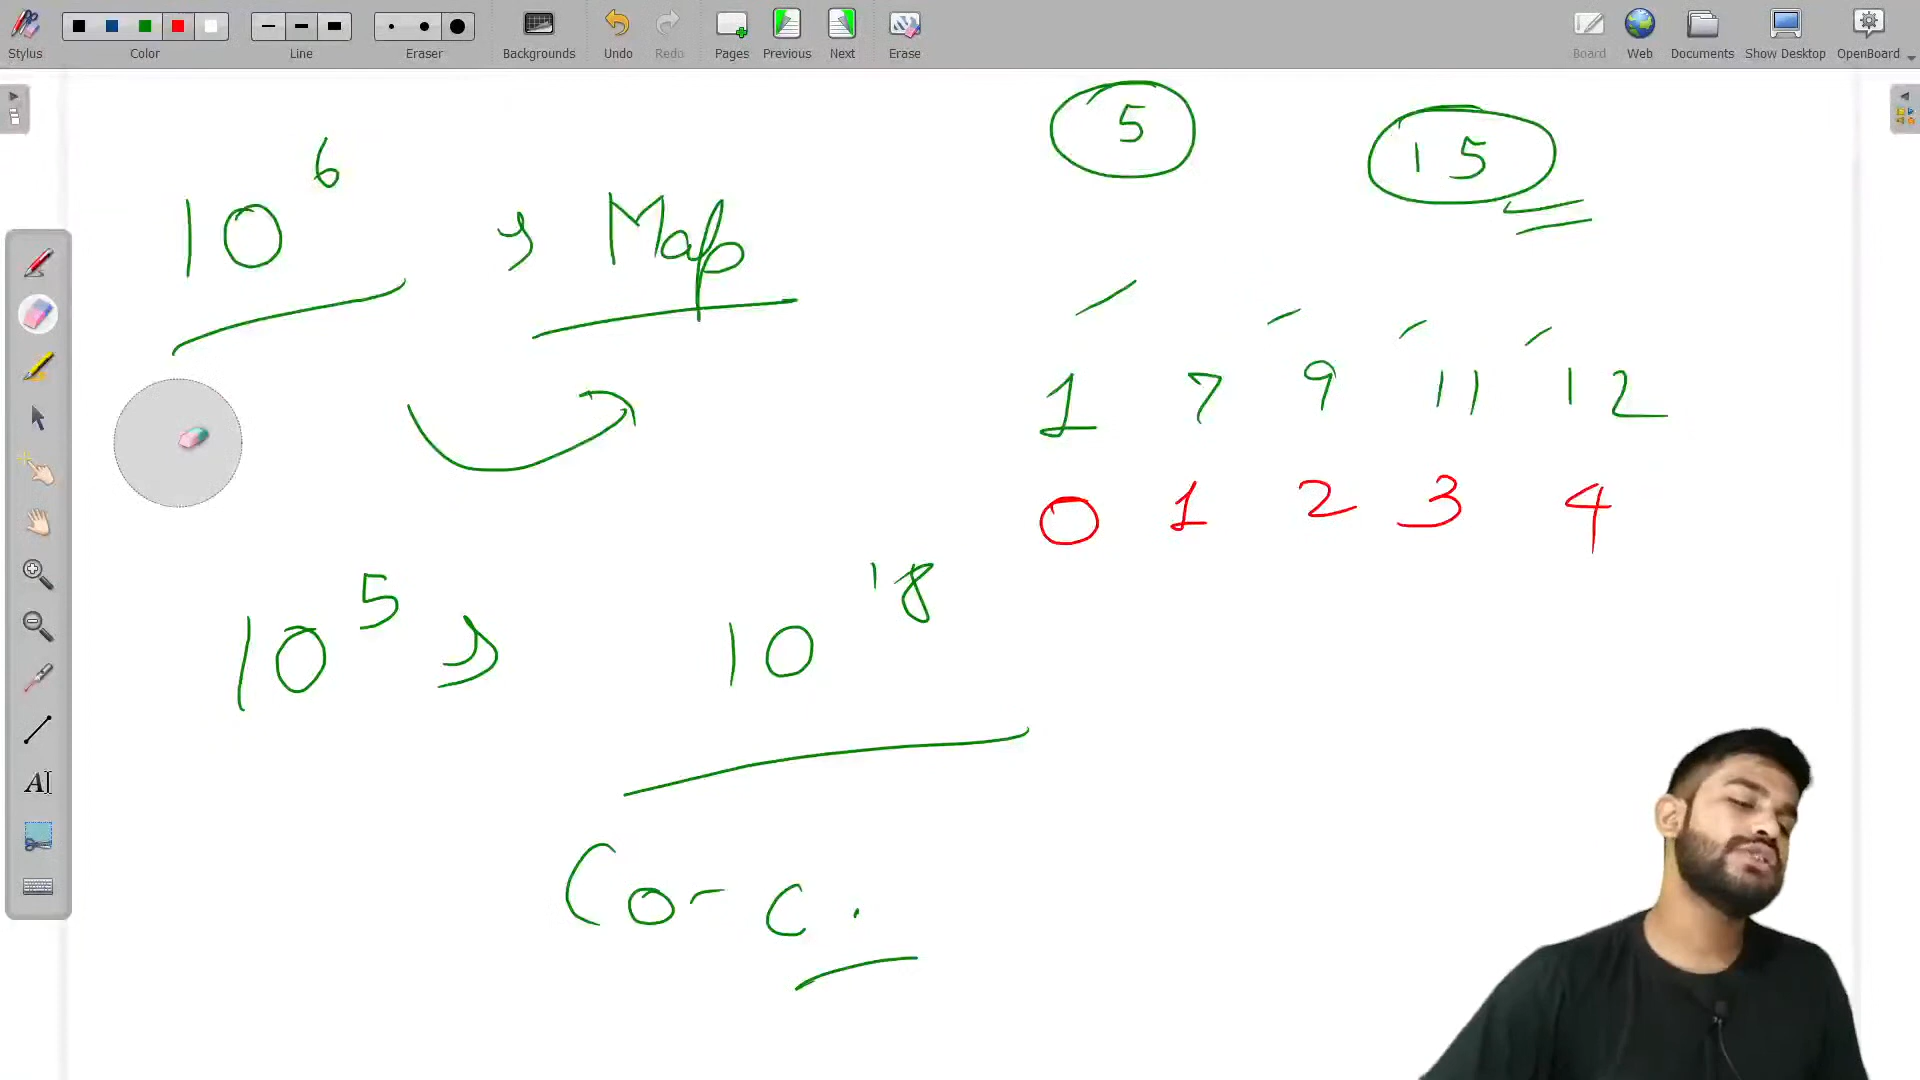 Stylus Color Line Eraser Backgrounds Undo Redo Pages Previous Next Erase Board Web Documents Show Desktop OpenBoard
5
15
10^6 , Map
1 7 9 11 12
0 1 2 3 4
10^5 , 10^18
Co-C.
AI